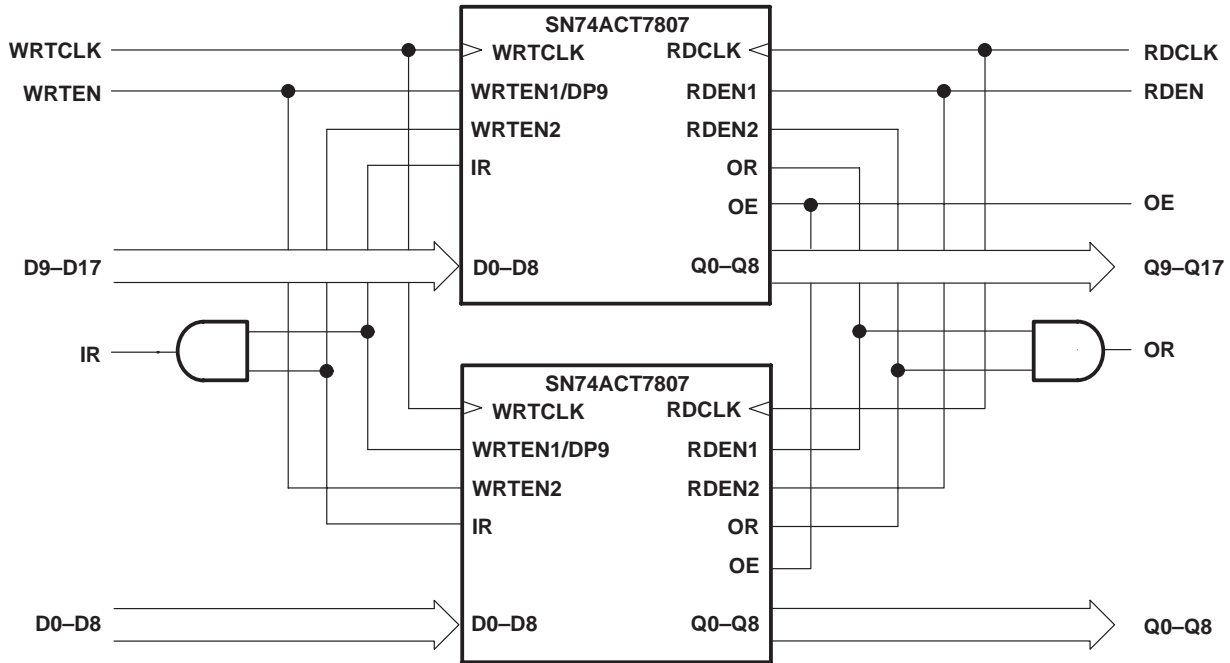 SN74ACT7807
WRTCLK
WRTCLK
RDCLK
RDCLK
WRTEN
WRTEN1/DP9
RDEN1
RDEN
WRTEN2
RDEN2
IR
OR
OE
OE
D9–D17
D0–D8
Q0–Q8
Q9–Q17
IR
OR
SN74ACT7807
WRTCLK
RDCLK
WRTEN1/DP9
RDEN1
WRTEN2
RDEN2
IR
OR
OE
D0–D8
D0–D8
Q0–Q8
Q0–Q8